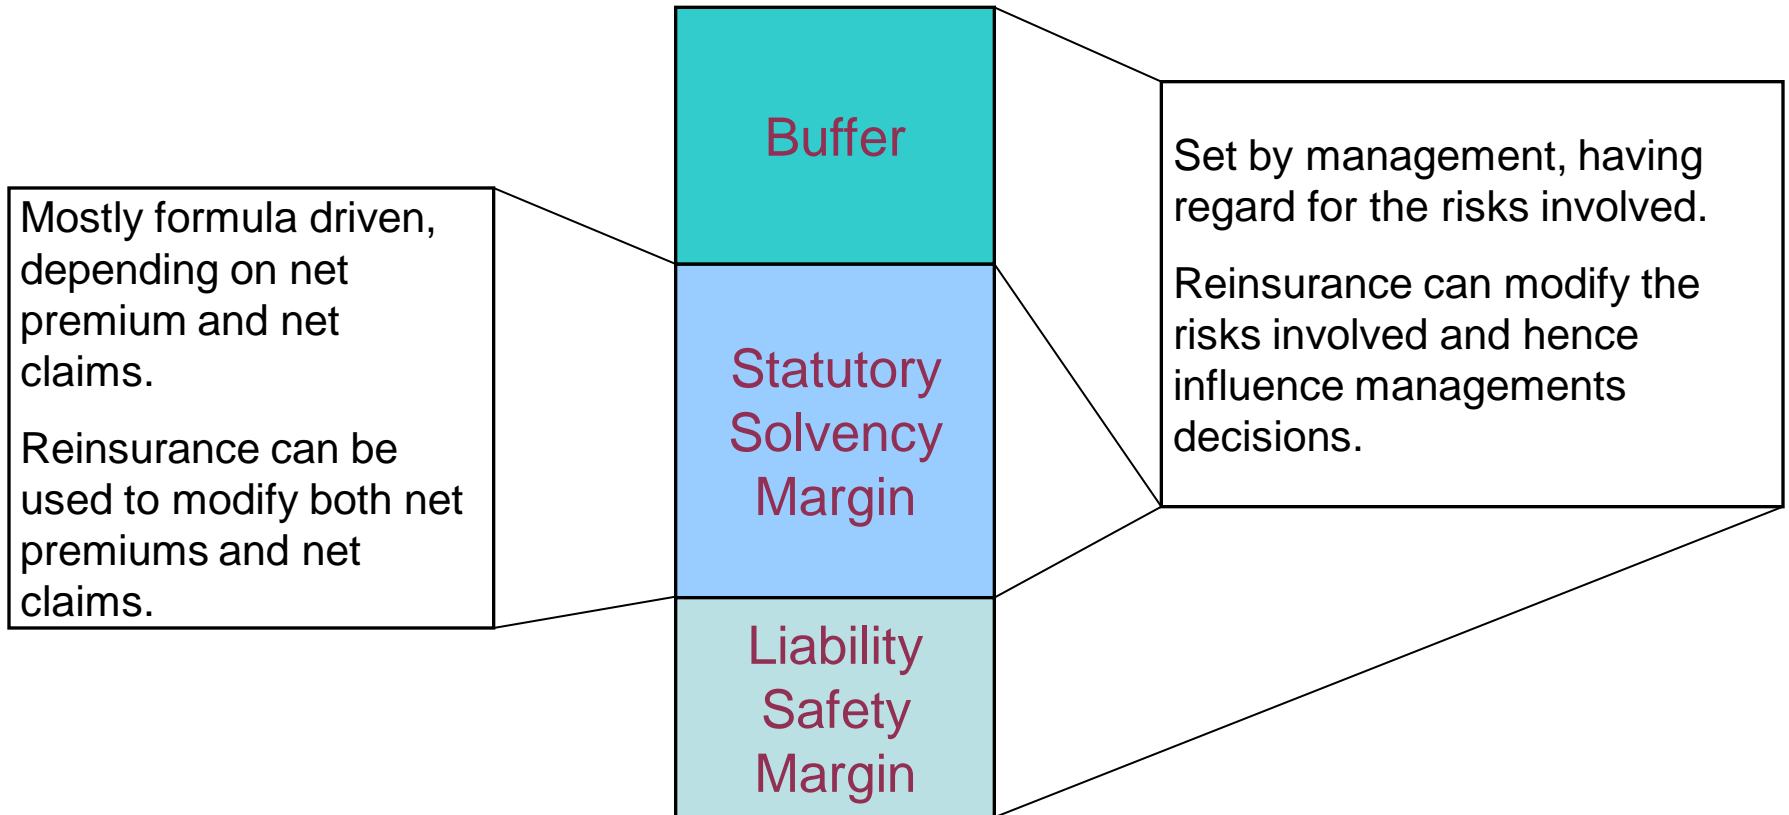 Buffer
Mostly formula driven,
depending on net
premium and net
claims.
Reinsurance can be
used to modify both net
premiums and net
claims.
Statutory
Solvency
Margin
Liability
Safety
Margin
Set by management, having
regard for the risks involved.
Reinsurance can modify the
risks involved and hence
influence managements
decisions.